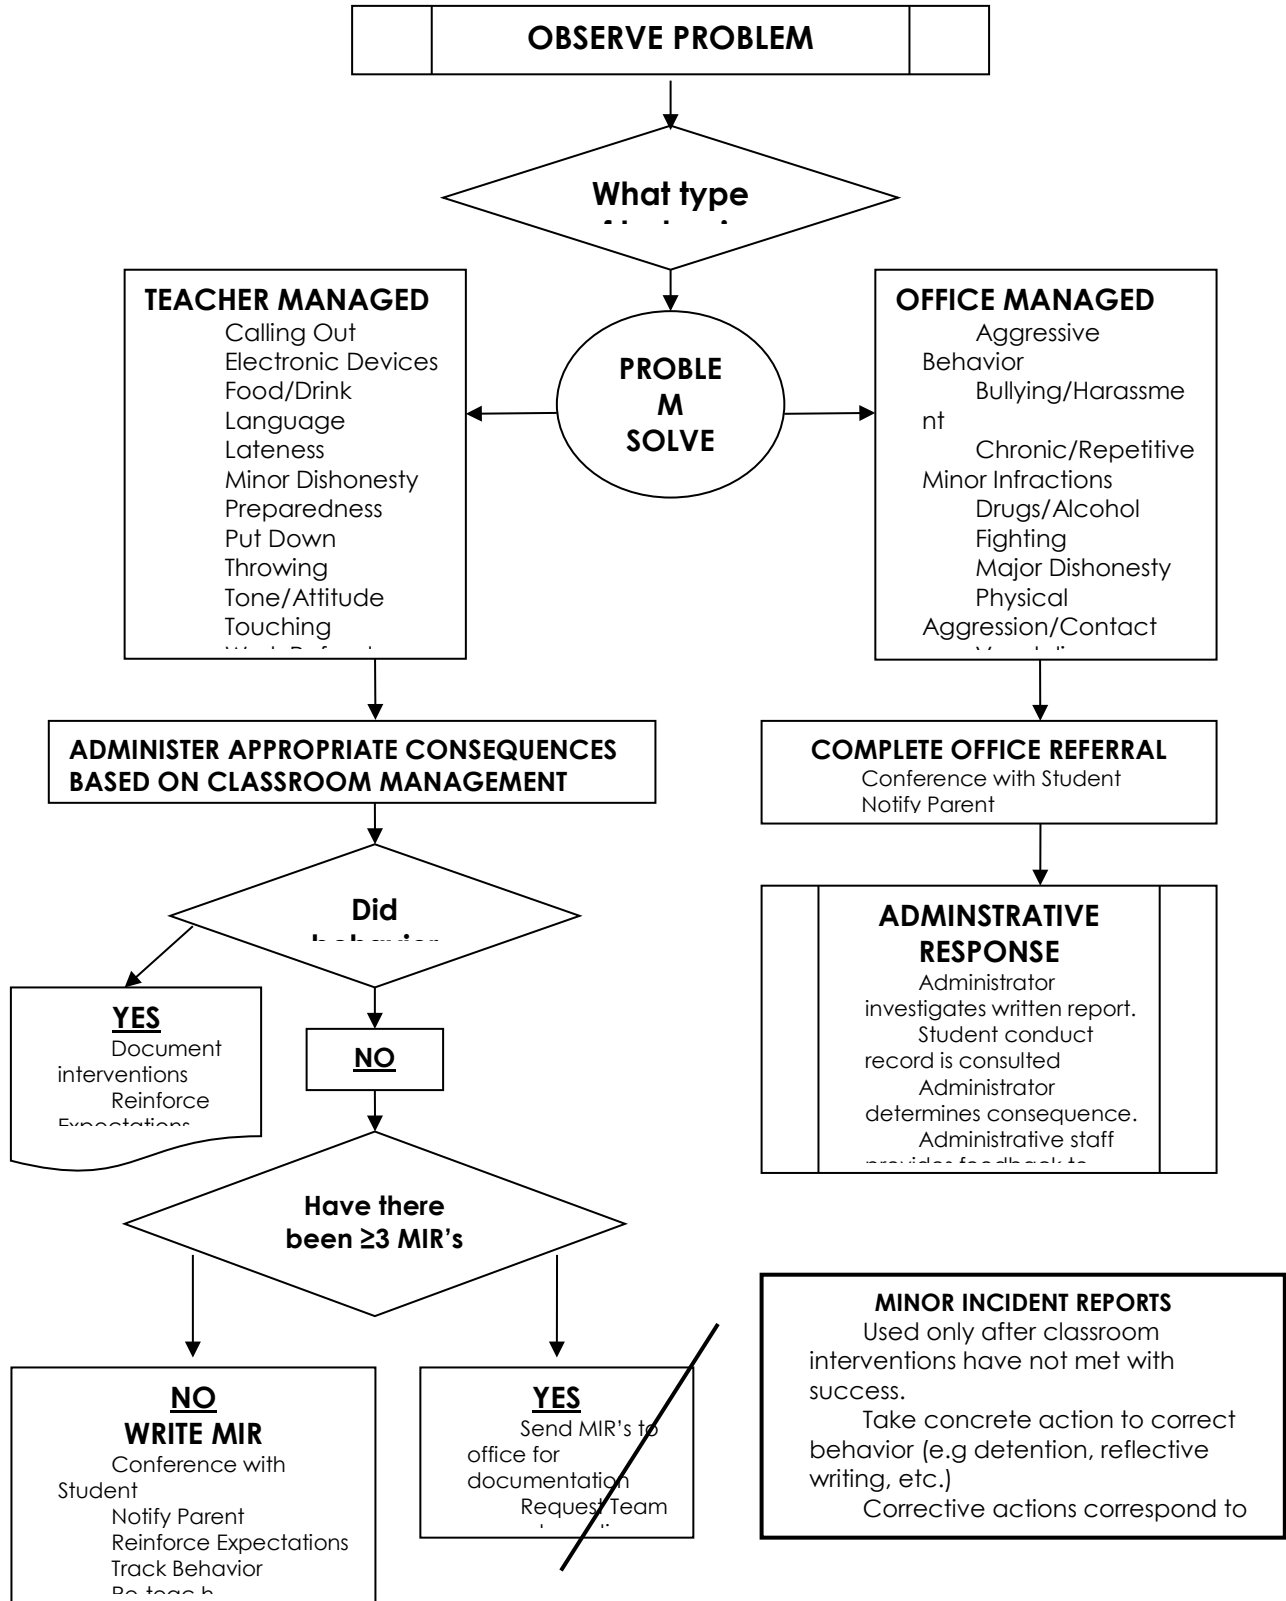 OBSERVE PROBLEM
What type
TEACHER MANAGED
Calling Out
Electronic Devices
Food/Drink
Language
Lateness
Minor Dishonesty
Preparedness
Put Down
Throwing
Tone/Attitude
Touching
PROBLE
M
SOLVE
OFFICE MANAGED
Aggressive
Behavior
Bullying/Harassme
nt
Chronic/Repetitive
Minor Infractions
Drugs/Alcohol
Fighting
Major Dishonesty
Physical
Aggression/Contact
ADMINISTER APPROPRIATE CONSEQUENCES
BASED ON CLASSROOM MANAGEMENT
COMPLETE OFFICE REFERRAL
Conference with Student
Notify Parent
Did
YES
Document
interventions
Reinforce
Expectations
NO
ADMINSTRATIVE
RESPONSE
Administrator
investigates written report.
Student conduct
record is consulted
Administrator
determines consequence.
Administrative staff
provides feedback to
Have there
been ≥3 MIR's
NO
WRITE MIR
Conference with
Student
Notify Parent
Reinforce Expectations
Track Behavior
YES
Send MIR's to
office for
documentation
Request Team
MINOR INCIDENT REPORTS
Used only after classroom
interventions have not met with
success.
Take concrete action to correct
behavior (e.g detention, reflective
writing, etc.)
Corrective actions correspond to